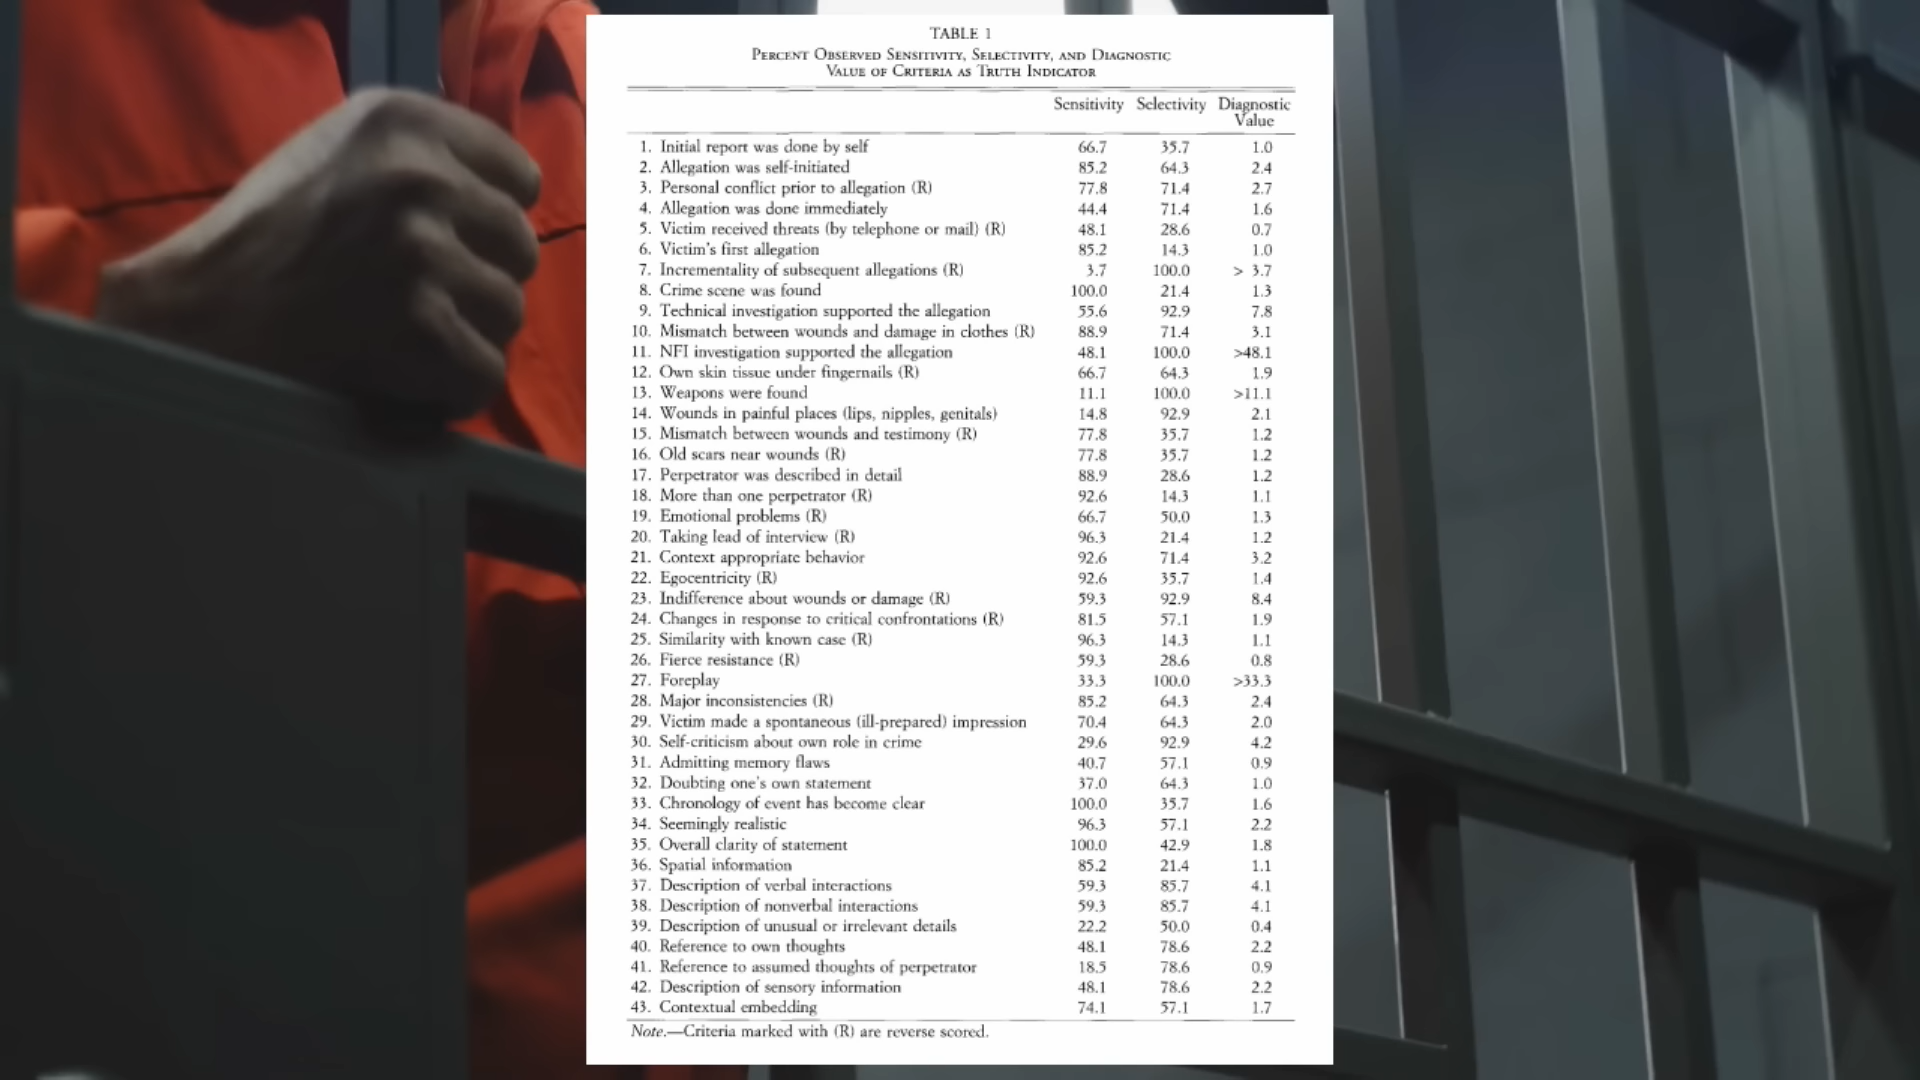 TABLE 1
PERCENT OBSERVED SENSITIVITY, SELECTIVITY, AND DIAGNOSTIC
VALUE OF CRITERIA AS TRUTH INDICATOR
Sensitivity Selectivity Diagnostic
Value
1. Initial report was done by self 66.7 35.7 1.0
2. Allegation was self-initiated 85.2 64.3 2.4
3. Personal conflict prior to allegation (R) 77.8 71.4 2.7
4. Allegation was done immediately 44.4 71.4 1.6
5. Victim received threats (by telephone or mail) (R) 48.1 28.6 0.7
6. Victim's first allegation 85.2 14.3 1.0
7. Incrementality of subsequent allegations (R) 3.7 100.0 > 3.7
8. Crime scene was found 100.0 21.4 1.3
9. Technical investigation supported the allegation 55.6 92.9 7.8
10. Mismatch between wounds and damage in clothes (R) 88.9 71.4 3.1
11. NFI investigation supported the allegation 48.1 100.0 >48.1
12. Own skin tissue under fingernails (R) 66.7 64.3 1.9
13. Weapons were found 11.1 100.0 >11.1
14. Wounds in painful places (lips, nipples, genitals) 14.8 92.9 2.1
15. Mismatch between wounds and testimony (R) 77.8 35.7 1.2
16. Old scars near wounds (R) 77.8 35.7 1.2
17. Perpetrator was described in detail 88.9 28.6 1.2
18. More than one perpetrator (R) 92.6 14.3 1.1
19. Emotional problems (R) 66.7 50.0 1.3
20. Taking lead of interview (R) 96.3 21.4 1.2
21. Context appropriate behavior 92.6 71.4 3.2
22. Egocentricity (R) 92.6 35.7 1.4
23. Indifference about wounds or damage (R) 59.3 92.9 8.4
24. Changes in response to critical confrontations (R) 81.5 57.1 1.9
25. Similarity with known case (R) 96.3 14.3 1.1
26. Fierce resistance (R) 59.3 28.6 0.8
27. Foreplay 33.3 100.0 >33.3
28. Major inconsistencies (R) 85.2 64.3 2.4
29. Victim made a spontaneous (ill-prepared) impression 70.4 64.3 2.0
30. Self-criticism about own role in crime 29.6 92.9 4.2
31. Admitting memory flaws 40.7 57.1 0.9
32. Doubting one's own statement 37.0 64.3 1.0
33. Chronology of event has become clear 100.0 35.7 1.6
34. Seemingly realistic 96.3 57.1 2.2
35. Overall clarity of statement 100.0 42.9 1.8
36. Spatial information 85.2 21.4 1.1
37. Description of verbal interactions 59.3 85.7 4.1
38. Description of nonverbal interactions 59.3 85.7 4.1
39. Description of unusual or irrelevant details 22.2 50.0 0.4
40. Reference to own thoughts 48.1 78.6 2.2
41. Reference to assumed thoughts of perpetrator 18.5 78.6 0.9
42. Description of sensory information 48.1 78.6 2.2
43. Contextual embedding 74.1 57.1 1.7
Note.—Criteria marked with (R) are reverse scored.